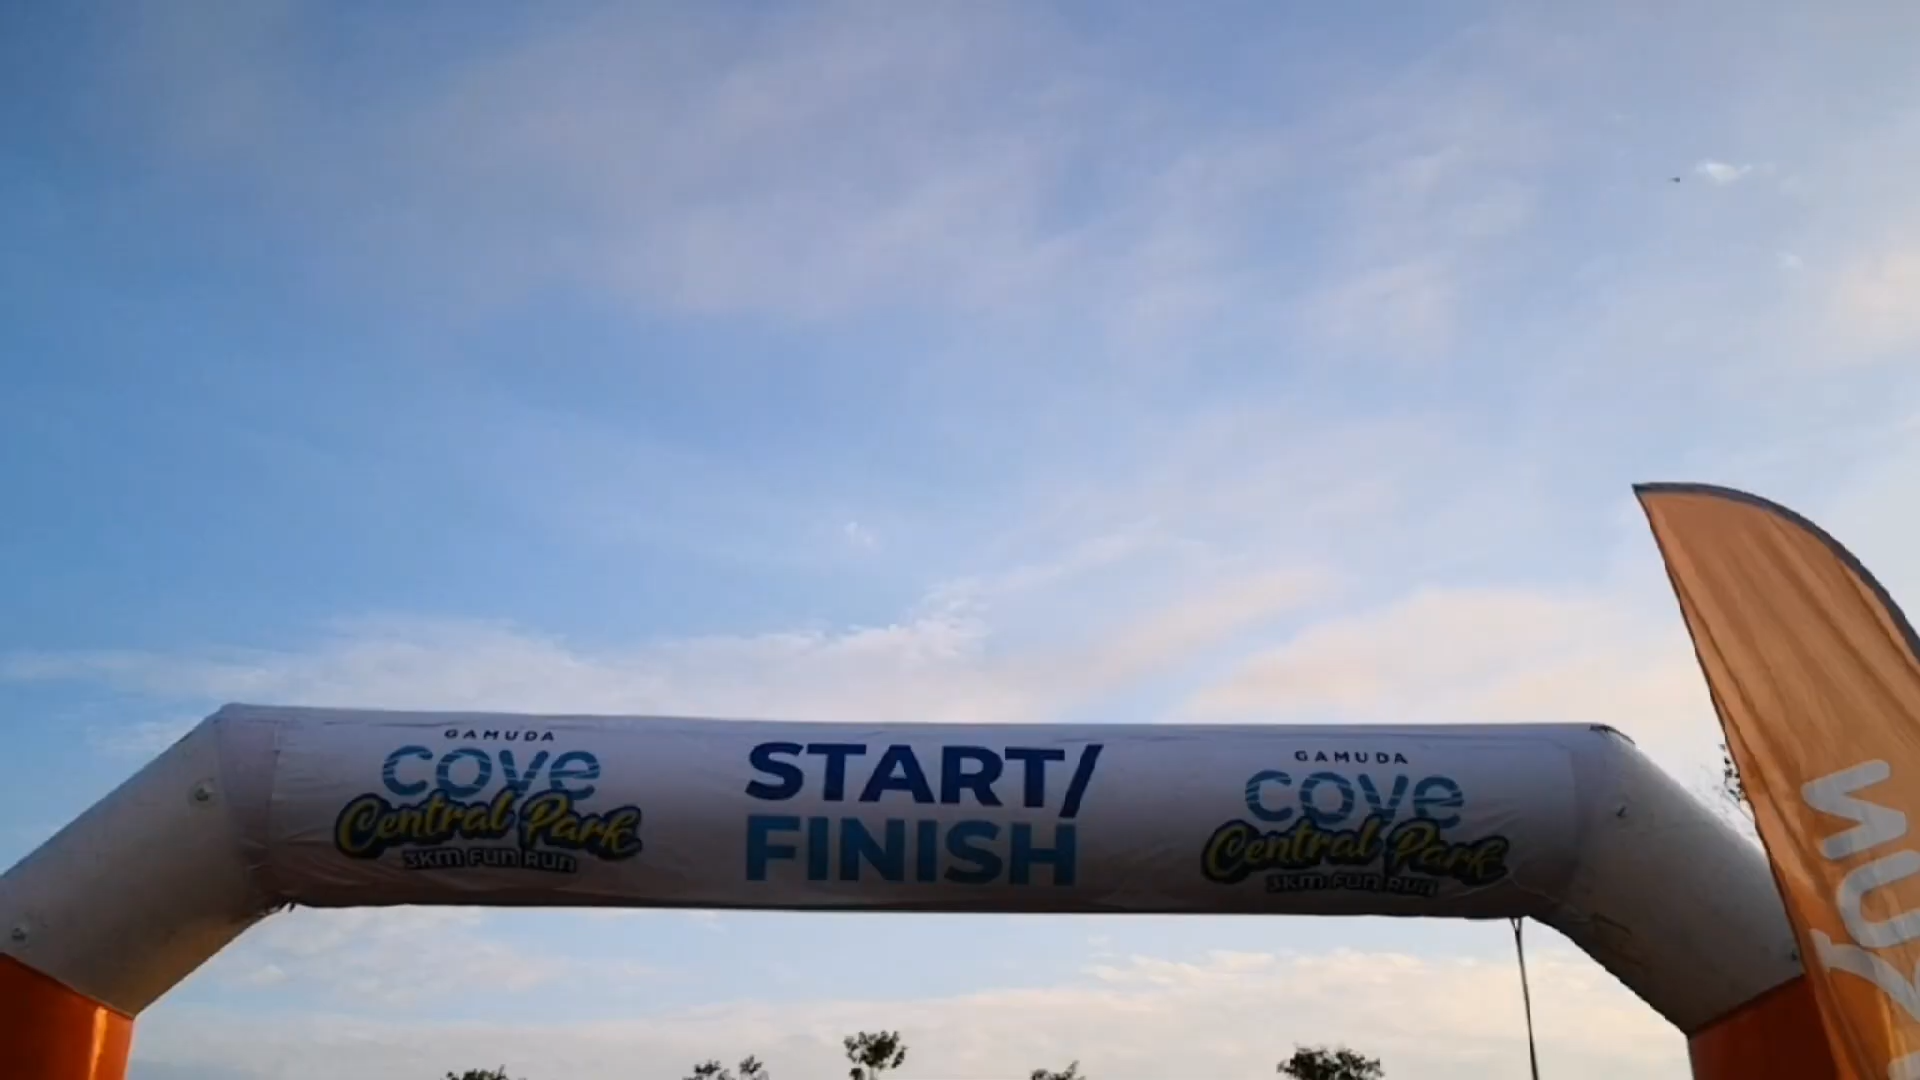 GAMUDA
cove
Central Park
3KM FUN RUN
START/
FINISH
GAMUDA
cove
Central Park
3KM FUN RUN